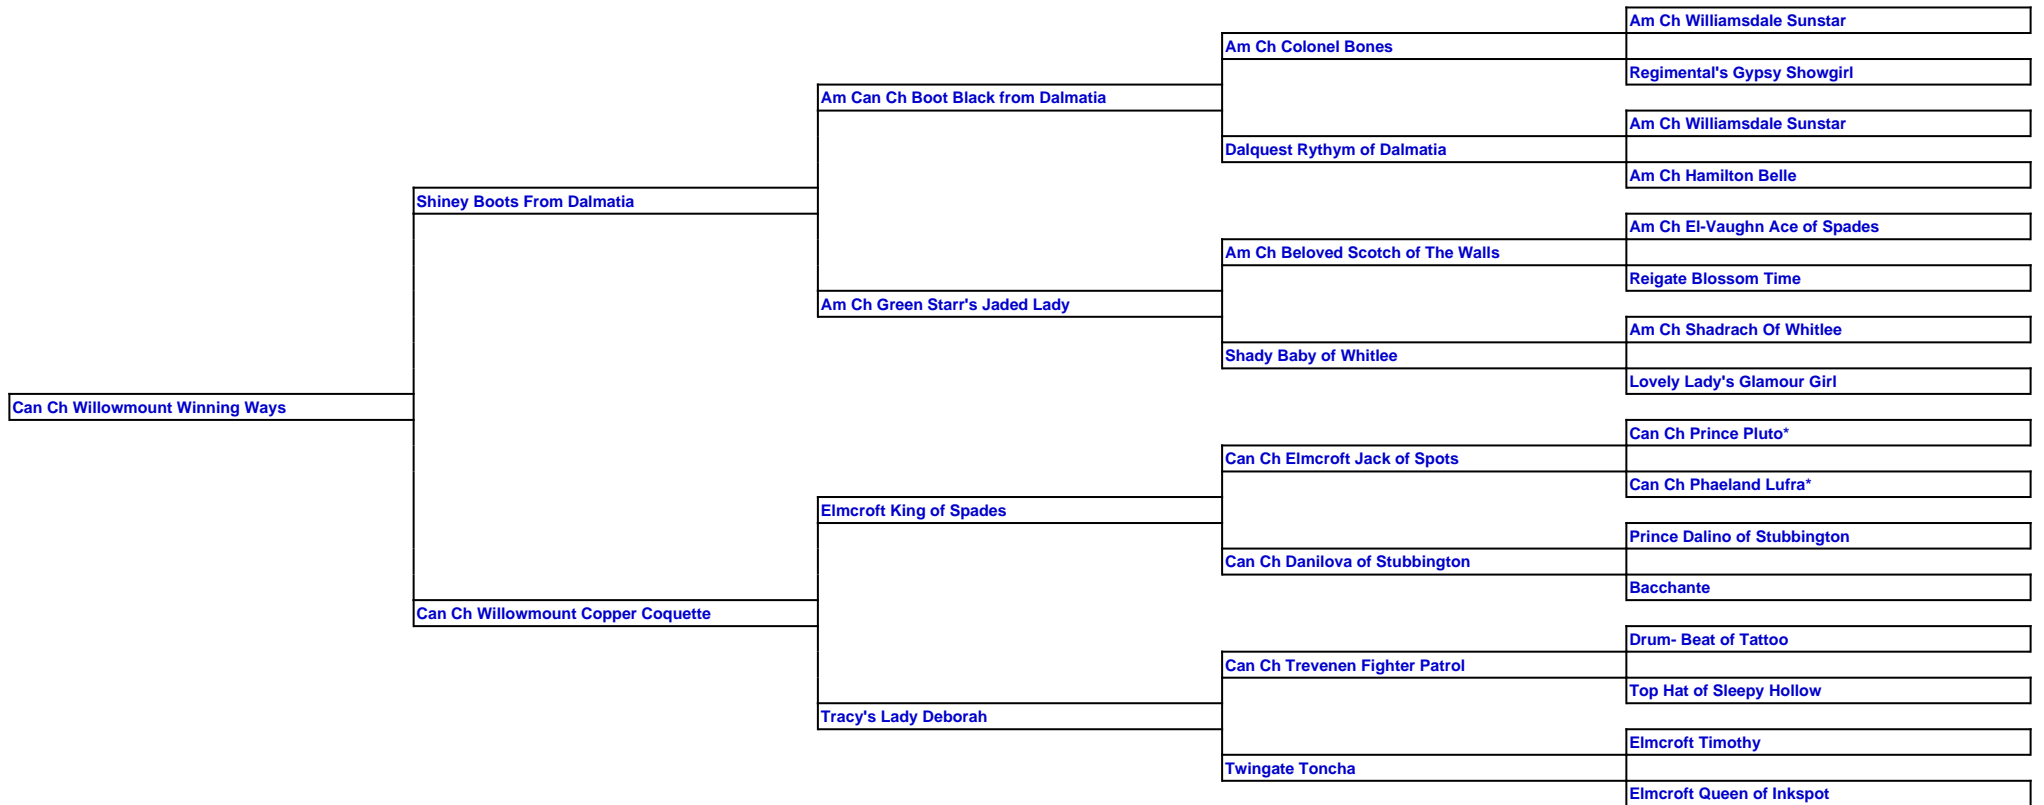 Am Ch Williamsdale Sunstar
Am Ch Colonel Bones
Regimental's Gypsy Showgirl
Am Can Ch Boot Black from Dalmatia
Am Ch Williamsdale Sunstar
Dalquest Rythym of Dalmatia
Am Ch Hamilton Belle
Shiney Boots From Dalmatia
Am Ch El-Vaughn Ace of Spades
Am Ch Beloved Scotch of The Walls
Reigate Blossom Time
Am Ch Green Starr's Jaded Lady
Am Ch Shadrach Of Whitlee
Shady Baby of Whitlee
Lovely Lady's Glamour Girl
Can Ch Willowmount Winning Ways
Can Ch Prince Pluto*
Can Ch Elmcroft Jack of Spots
Can Ch Phaeland Lufra*
Elmcroft King of Spades
Prince Dalino of Stubbington
Can Ch Danilova of Stubbington
Bacchante
Can Ch Willowmount Copper Coquette
Drum- Beat of Tattoo
Can Ch Trevenen Fighter Patrol
Top Hat of Sleepy Hollow
Tracy's Lady Deborah
Elmcroft Timothy
Twingate Toncha
Elmcroft Queen of Inkspot